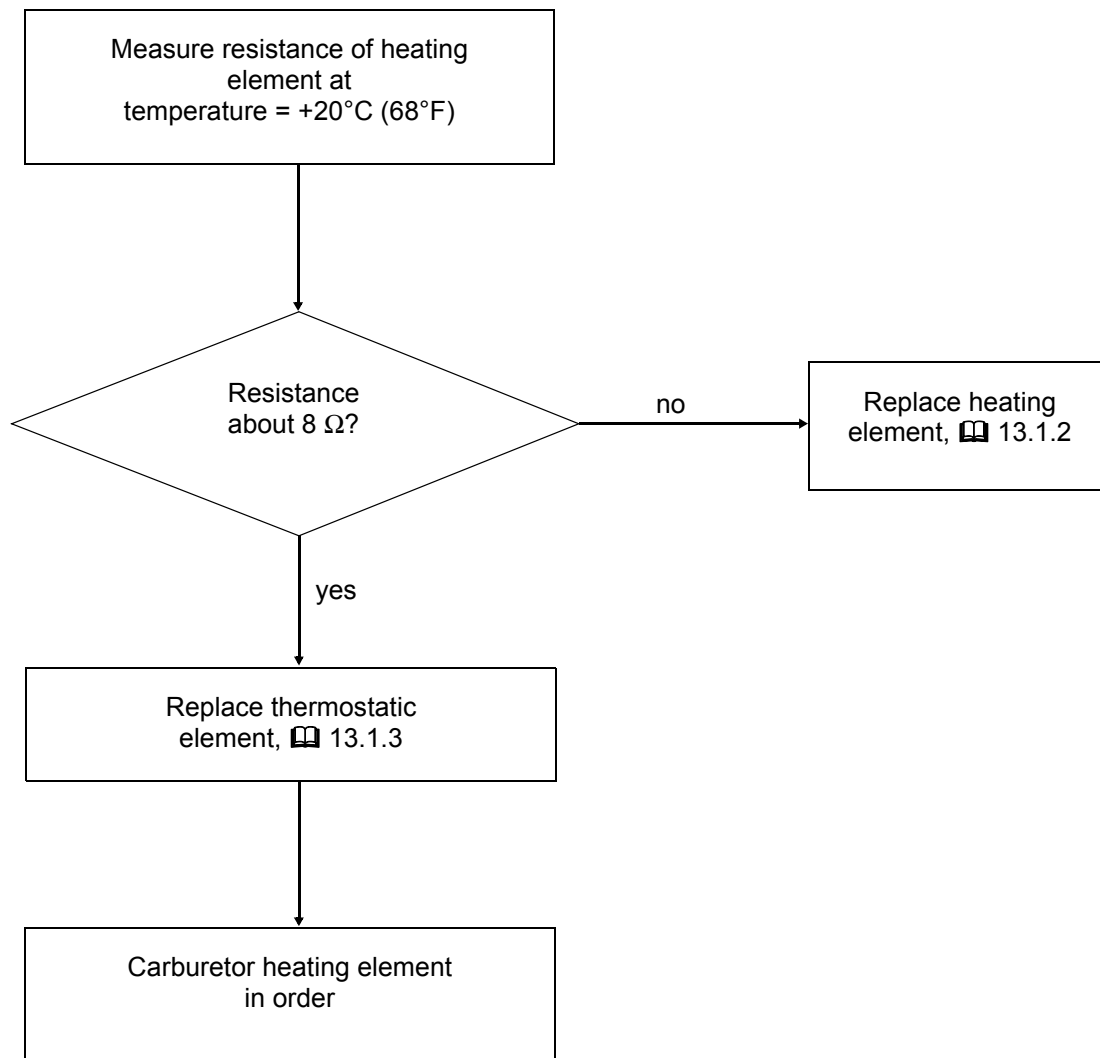 Measure resistance of heating
element at
temperature = +20°C (68°F)
Resistance
about 8 Ω?
no
Replace heating
element, 🕮 13.1.2
yes
Replace thermostatic
element, 🕮 13.1.3
Carburetor heating element
in order